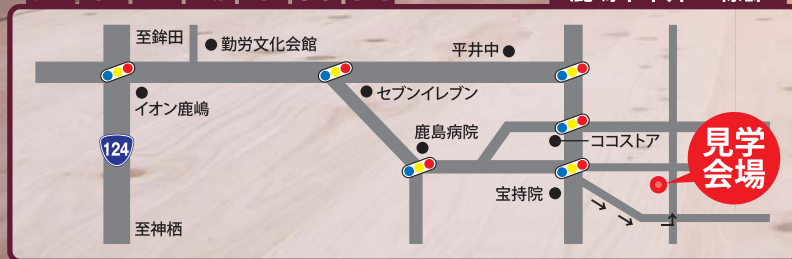 至鉾田
勤労文化会館
平井中
イオン鹿嶋
セブンイレブン
鹿島病院
ココストア
124
見学
会場
宝持院
至神栖